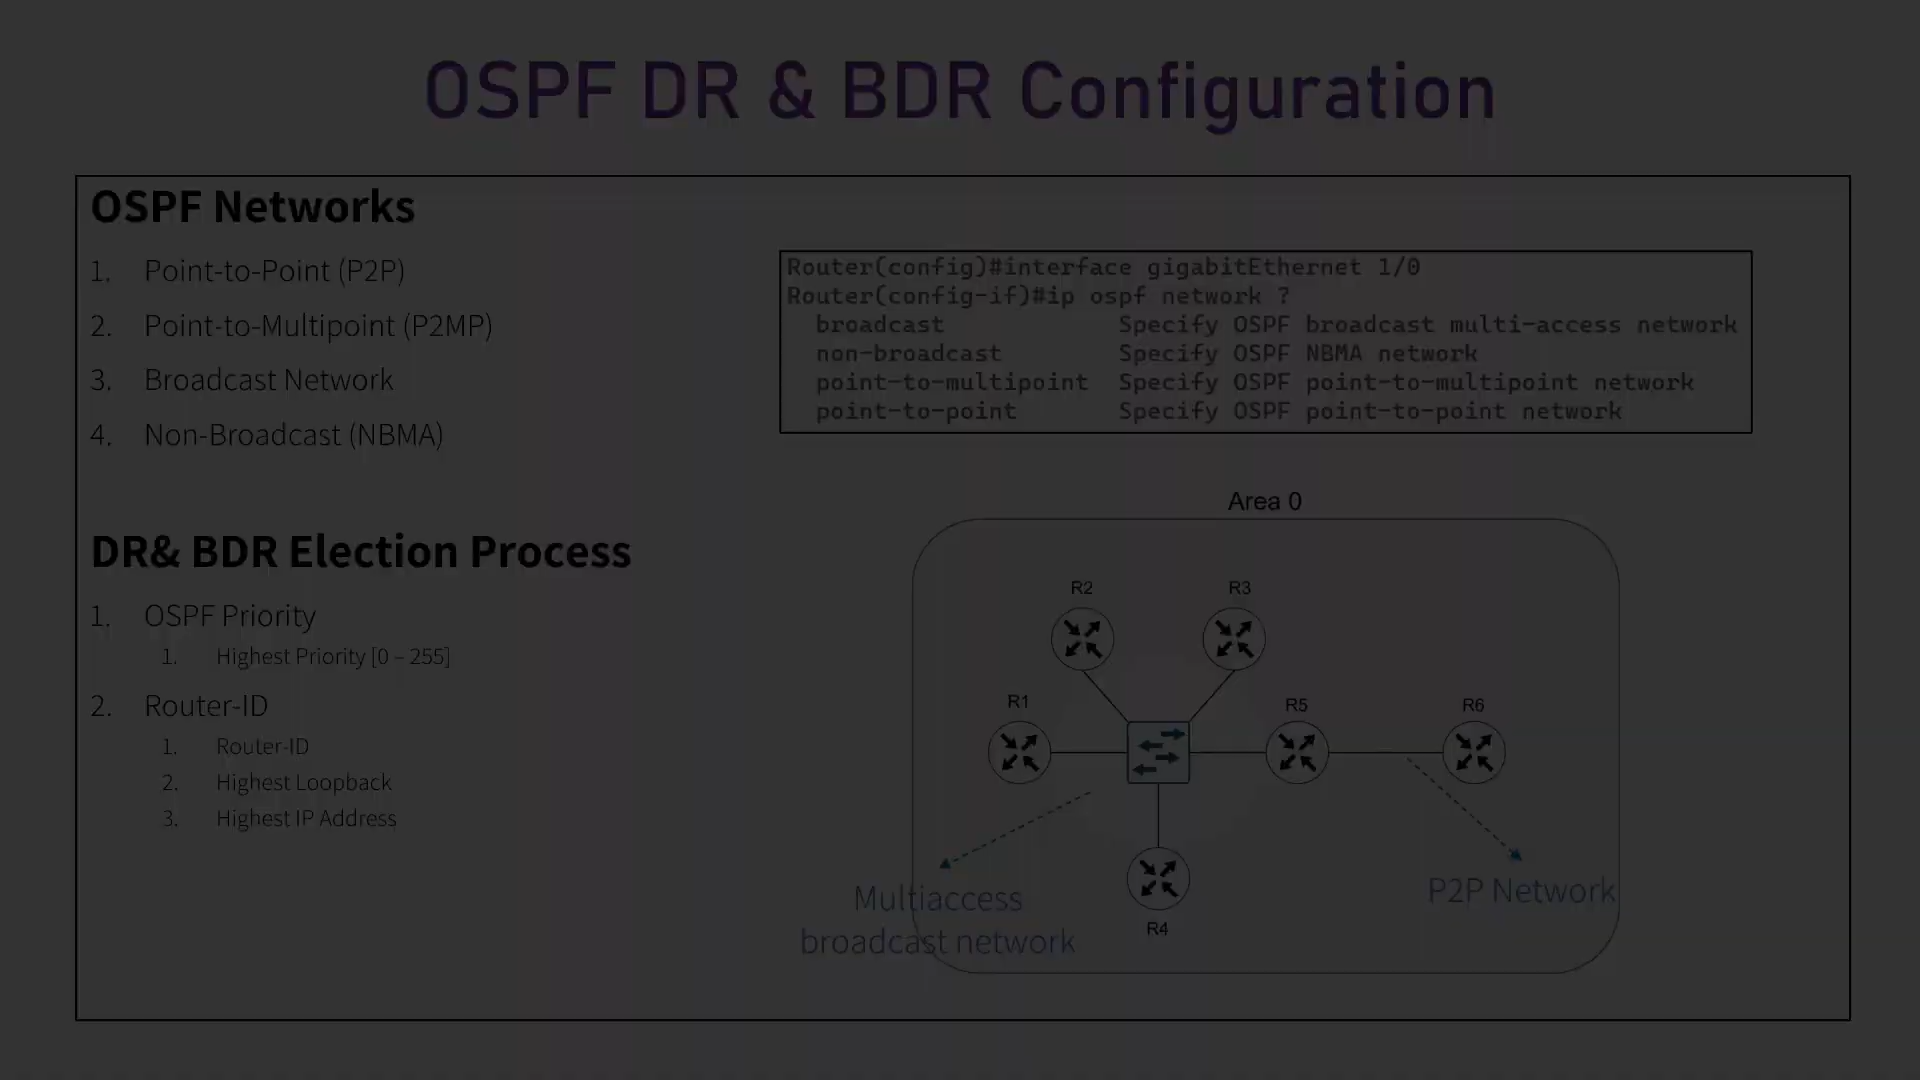 OSPF DR & BDR Configuration
OSPF Networks
1. Point-to-Point (P2P)
2. Point-to-Multipoint (P2MP)
3. Broadcast Network
4. Non-Broadcast (NBMA)
DR& BDR Election Process
1. OSPF Priority
1. Highest Priority [0 – 255]
2. Router-ID
1. Router-ID
2. Highest Loopback
3. Highest IP Address
Router(config)#interface gigabitEthernet 1/0
Router(config-if)#ip ospf network ?
broadcast Specify OSPF broadcast multi-access network
non-broadcast Specify OSPF NBMA network
point-to-multipoint Specify OSPF point-to-multipoint network
point-to-point Specify OSPF point-to-point network
Area 0
R2
R3
R1
R5
R6
R4
Multiaccess
broadcast network
P2P Network